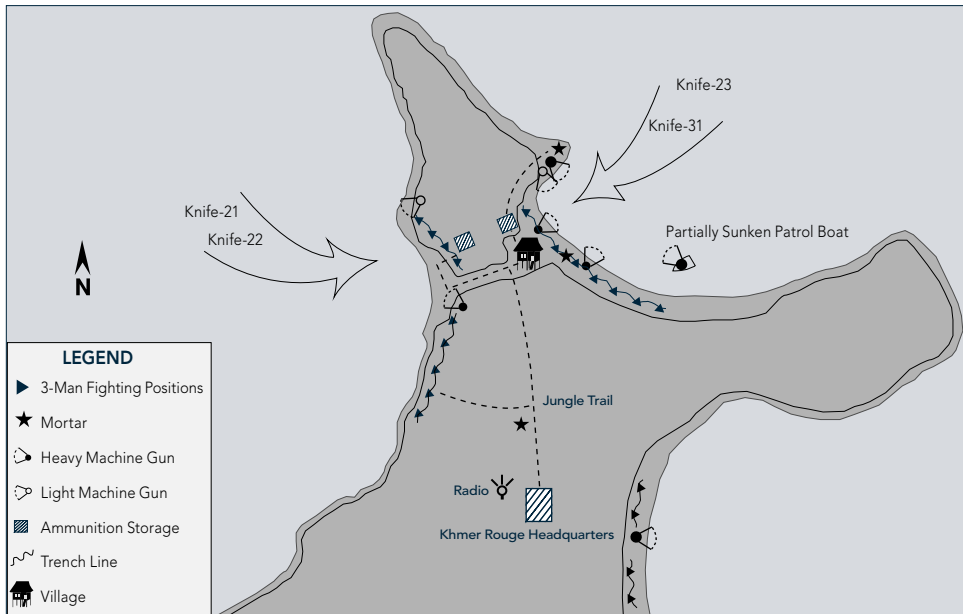 Knife-23
Knife-31
Knife-21
Knife-22
Partially Sunken Patrol Boat
N
LEGEND
3-Man Fighting Positions
Mortar
Heavy Machine Gun
Light Machine Gun
Ammunition Storage
Trench Line
Village
Jungle Trail
Radio
Khmer Rouge Headquarters